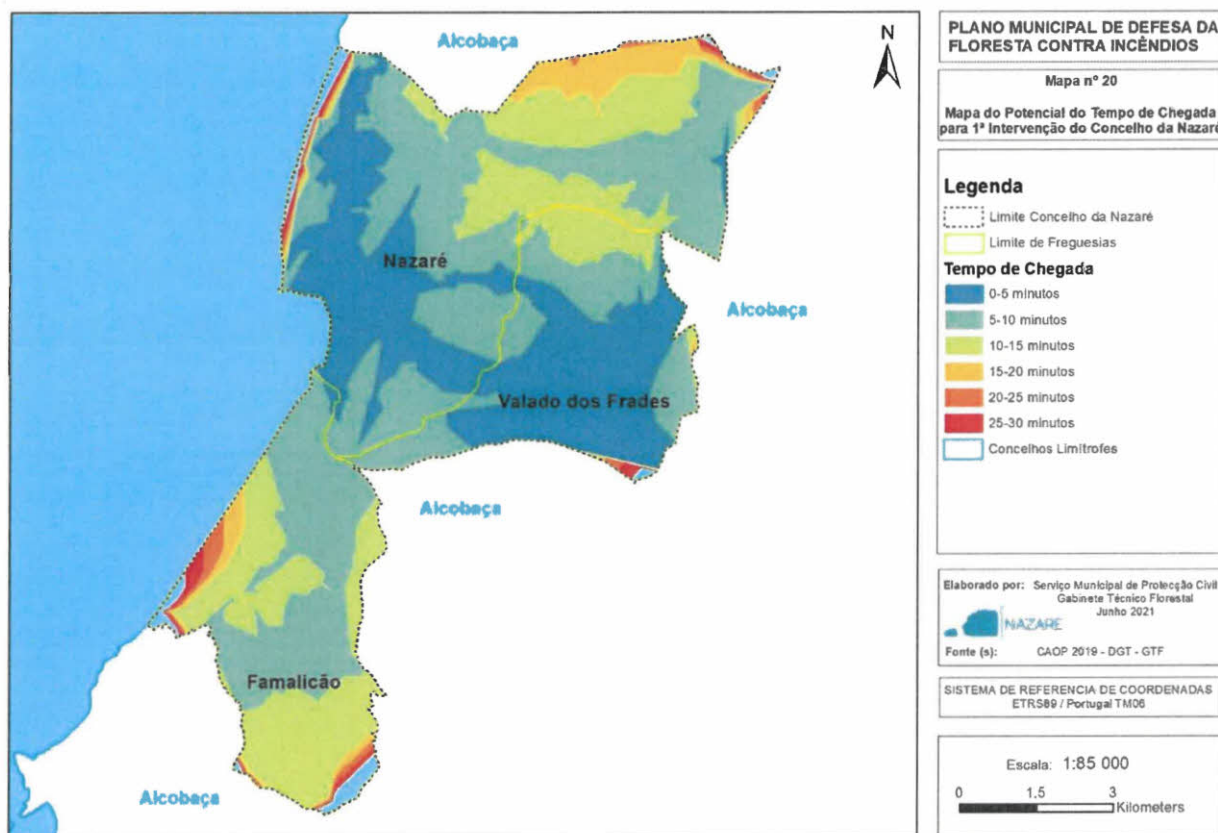 Alcobaça
N
Nazaré
Alcobaça
Valado dos Frades
Alcobaça
Famalicão
Alcobaça
PLANO MUNICIPAL DE DEFESA DA
FLORESTA CONTRA INCÊNDIOS
Mapa nº 20
Mapa do Potencial do Tempo de Chegada
para 1ª Intervenção do Concelho da Nazaré
Legenda
Limite Concelho da Nazaré
Limite de Freguesias
Tempo de Chegada
0-5 minutos
5-10 minutos
10-15 minutos
15-20 minutos
20-25 minutos
25-30 minutos
Concelhos Limítrofes
Elaborado por: Serviço Municipal de Protecção Civil
Gabinete Técnico Florestal
Junho 2021
NAZARÉ
Fonte (s): CAOP 2019 - DGT - GTF
SISTEMA DE REFERENCIA DE COORDENADAS
ETRS89 / Portugal TM06
Escala: 1:85 000
0 1.5 3
Kilometers